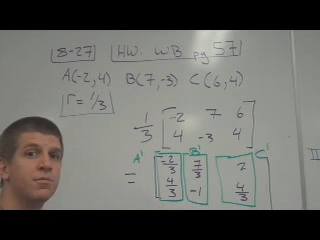 8-27 HW: WB pg 57
A(-2,4) B(7,-3) C(6,4)
r = 1/3
1/3 [-2 7 6
4 -3 4]
A' B' C'
= [-2/3 7/3 2
4/3 -1 4/3]